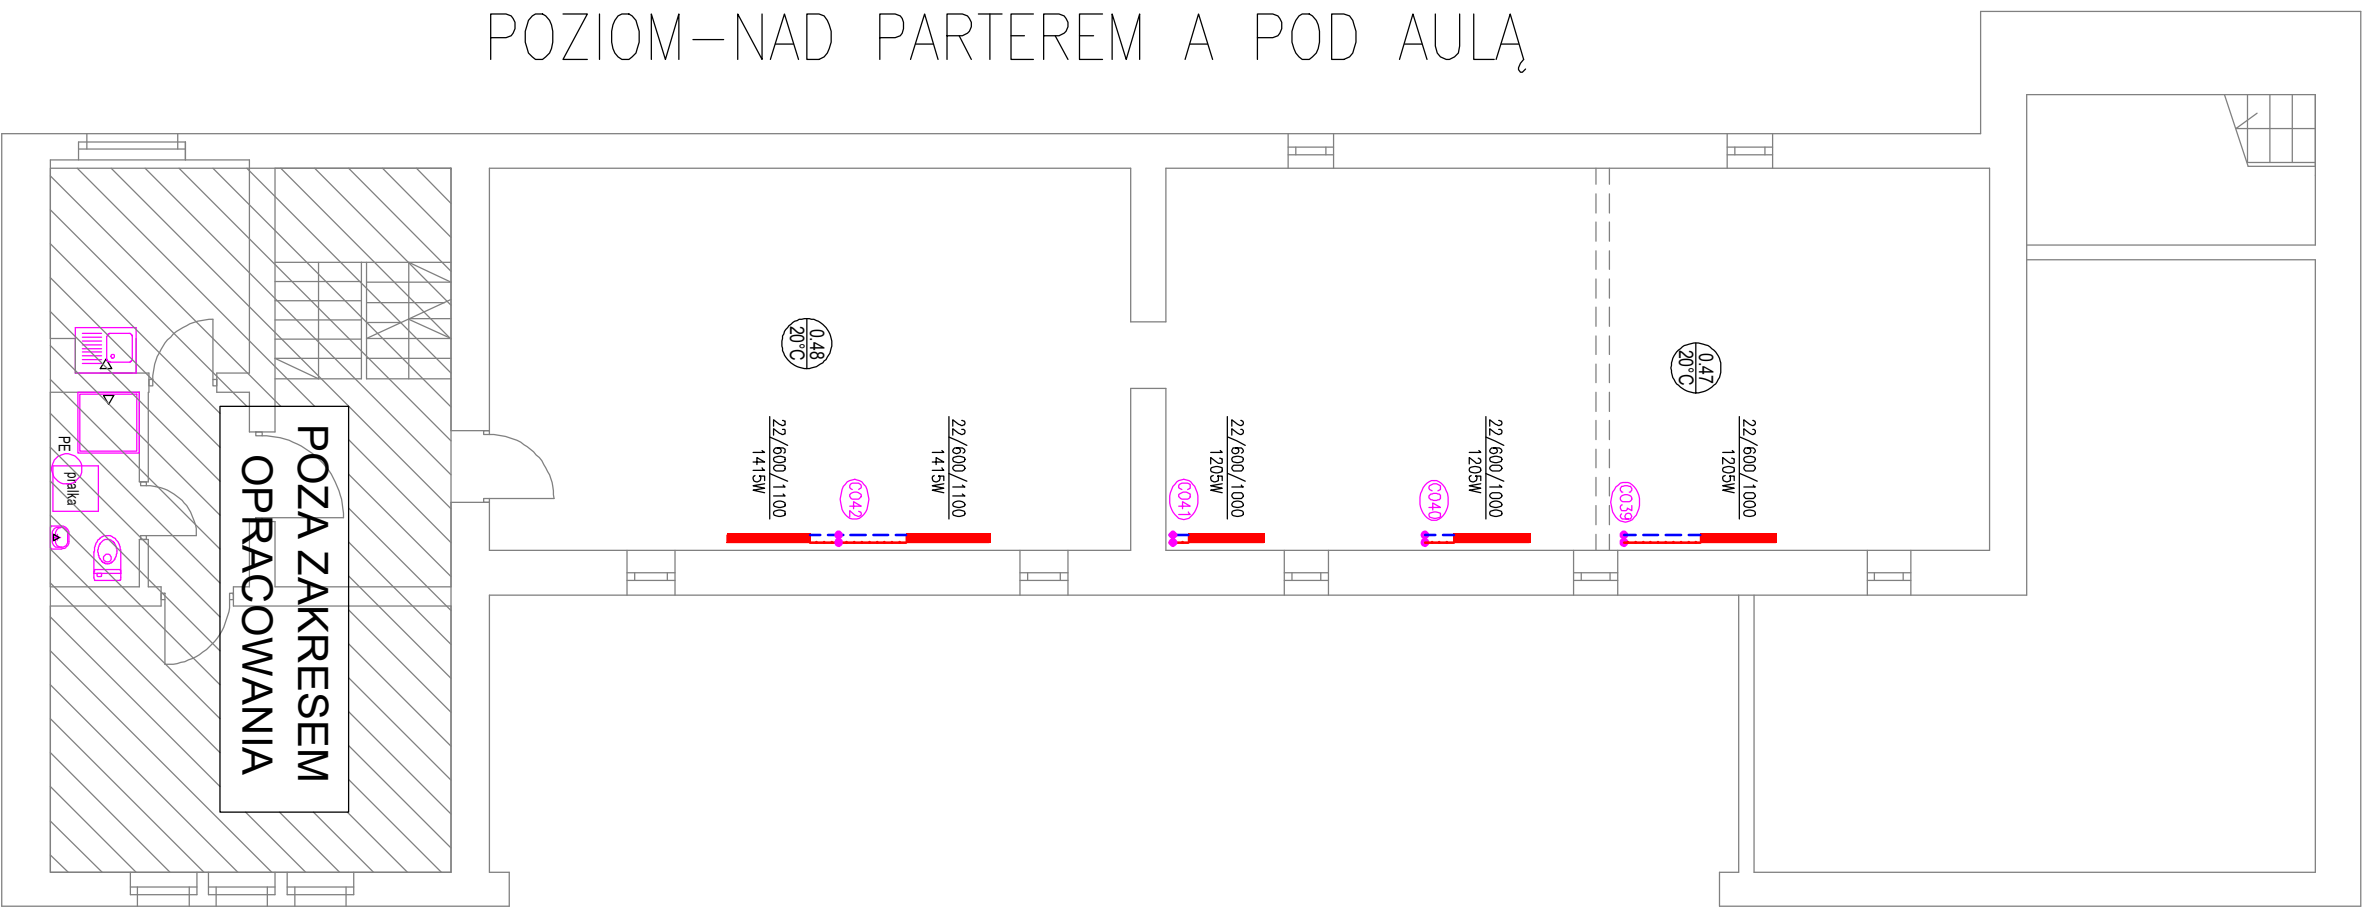 POZIOM-NAD PARTEREM A POD AULĄ
0.48
20°C
0.47
20°C
22/600/1100
1415W
CO42
22/600/1100
1415W
CO41
22/600/1000
1205W
CO40
22/600/1000
1205W
CO39
22/600/1000
1205W
PE
pralka
POZA ZAKRESEM
OPRACOWANIA